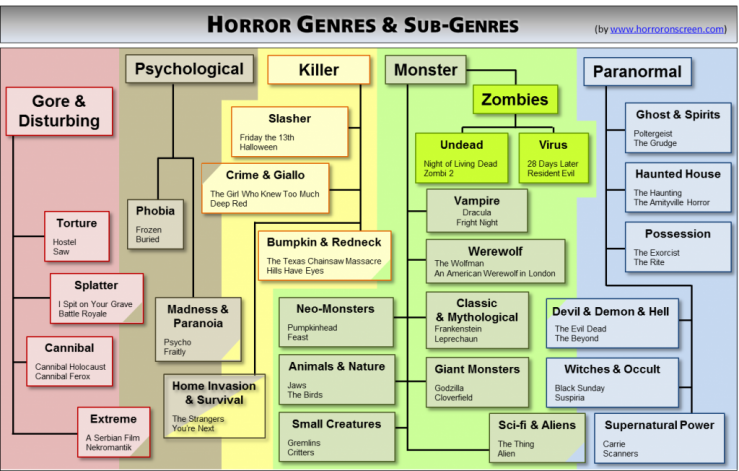 HORROR GENRES & SUB-GENRES
(by www.horroronscreen.com)
Gore &
Disturbing
Torture
Hostel
Saw
Splatter
I Spit on Your Grave
Battle Royale
Cannibal
Cannibal Holocaust
Cannibal Ferox
Extreme
A Serbian Film
Nekromantik
Psychological
Phobia
Frozen
Buried
Madness &
Paranoia
Psycho
Fraitly
Killer
Slasher
Friday the 13th
Halloween
Crime & Giallo
The Girl Who Knew Too Much
Deep Red
Bumpkin & Redneck
The Texas Chainsaw Massacre
Hills Have Eyes
Home Invasion
& Survival
The Strangers
You're Next
Monster
Zombies
Undead
Night of Living Dead
Zombi 2
Virus
28 Days Later
Resident Evil
Vampire
Dracula
Fright Night
Werewolf
The Wolfman
An American Werewolf in London
Neo-Monsters
Pumpkinhead
Feast
Classic
& Mythological
Frankenstein
Leprechaun
Animals & Nature
Jaws
The Birds
Giant Monsters
Godzilla
Cloverfield
Small Creatures
Gremlins
Critters
Sci-fi & Aliens
The Thing
Alien
Paranormal
Ghost & Spirits
Poltergeist
The Grudge
Haunted House
The Haunting
The Amityville Horror
Possession
The Exorcist
The Rite
Devil & Demon & Hell
The Evil Dead
The Beyond
Witches & Occult
Black Sunday
Suspiria
Supernatural Power
Carrie
Scanners